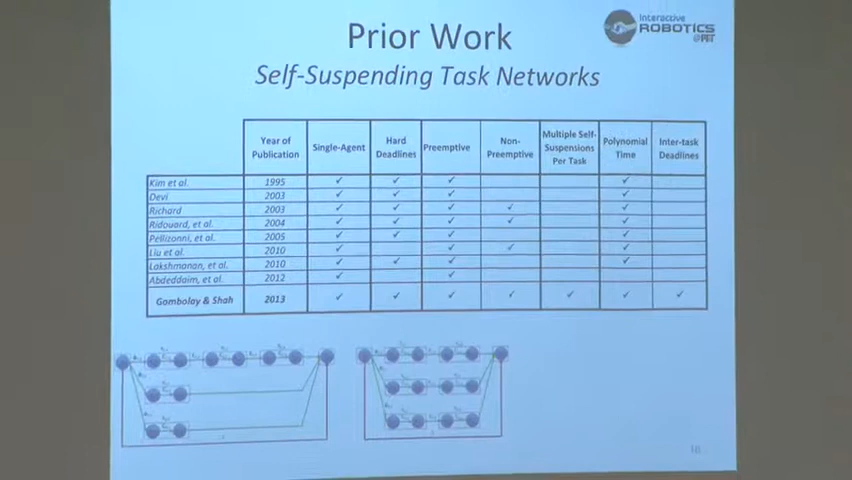 Prior Work
Interactive
ROBOTICS
Self-Suspending Task Networks
Year of Publication Single-Agent Hard Deadlines Preemptive Non-Preemptive Multiple Self-Suspensions Per Task Polynomial Time Inter-task Deadlines
Kim et al. 1995 ✓ ✓ ✓ ✓
Devi 2003 ✓ ✓ ✓ ✓
Richard 2003 ✓ ✓ ✓ ✓ ✓
Ridouard, et al. 2004 ✓ ✓ ✓ ✓ ✓
Pellizonni, et al. 2005 ✓ ✓ ✓ ✓
Liu et al. 2010 ✓ ✓ ✓ ✓
Lakshmanan, et al. 2010 ✓ ✓ ✓ ✓
Abdeddaim, et al. 2012 ✓ ✓
Gombolay & Shah 2013 ✓ ✓ ✓ ✓ ✓ ✓ ✓